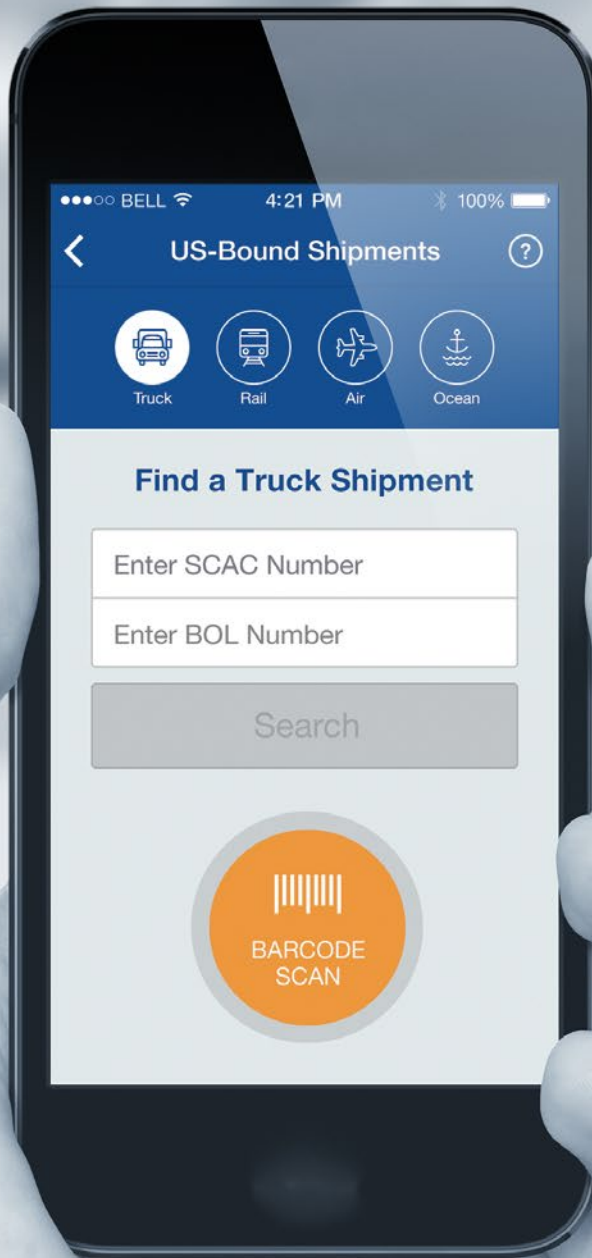 BELL 4:21 PM 100%
US-Bound Shipments ?
Truck Rail Air Ocean
Find a Truck Shipment
Enter SCAC Number
Enter BOL Number
Search
BARCODE
SCAN